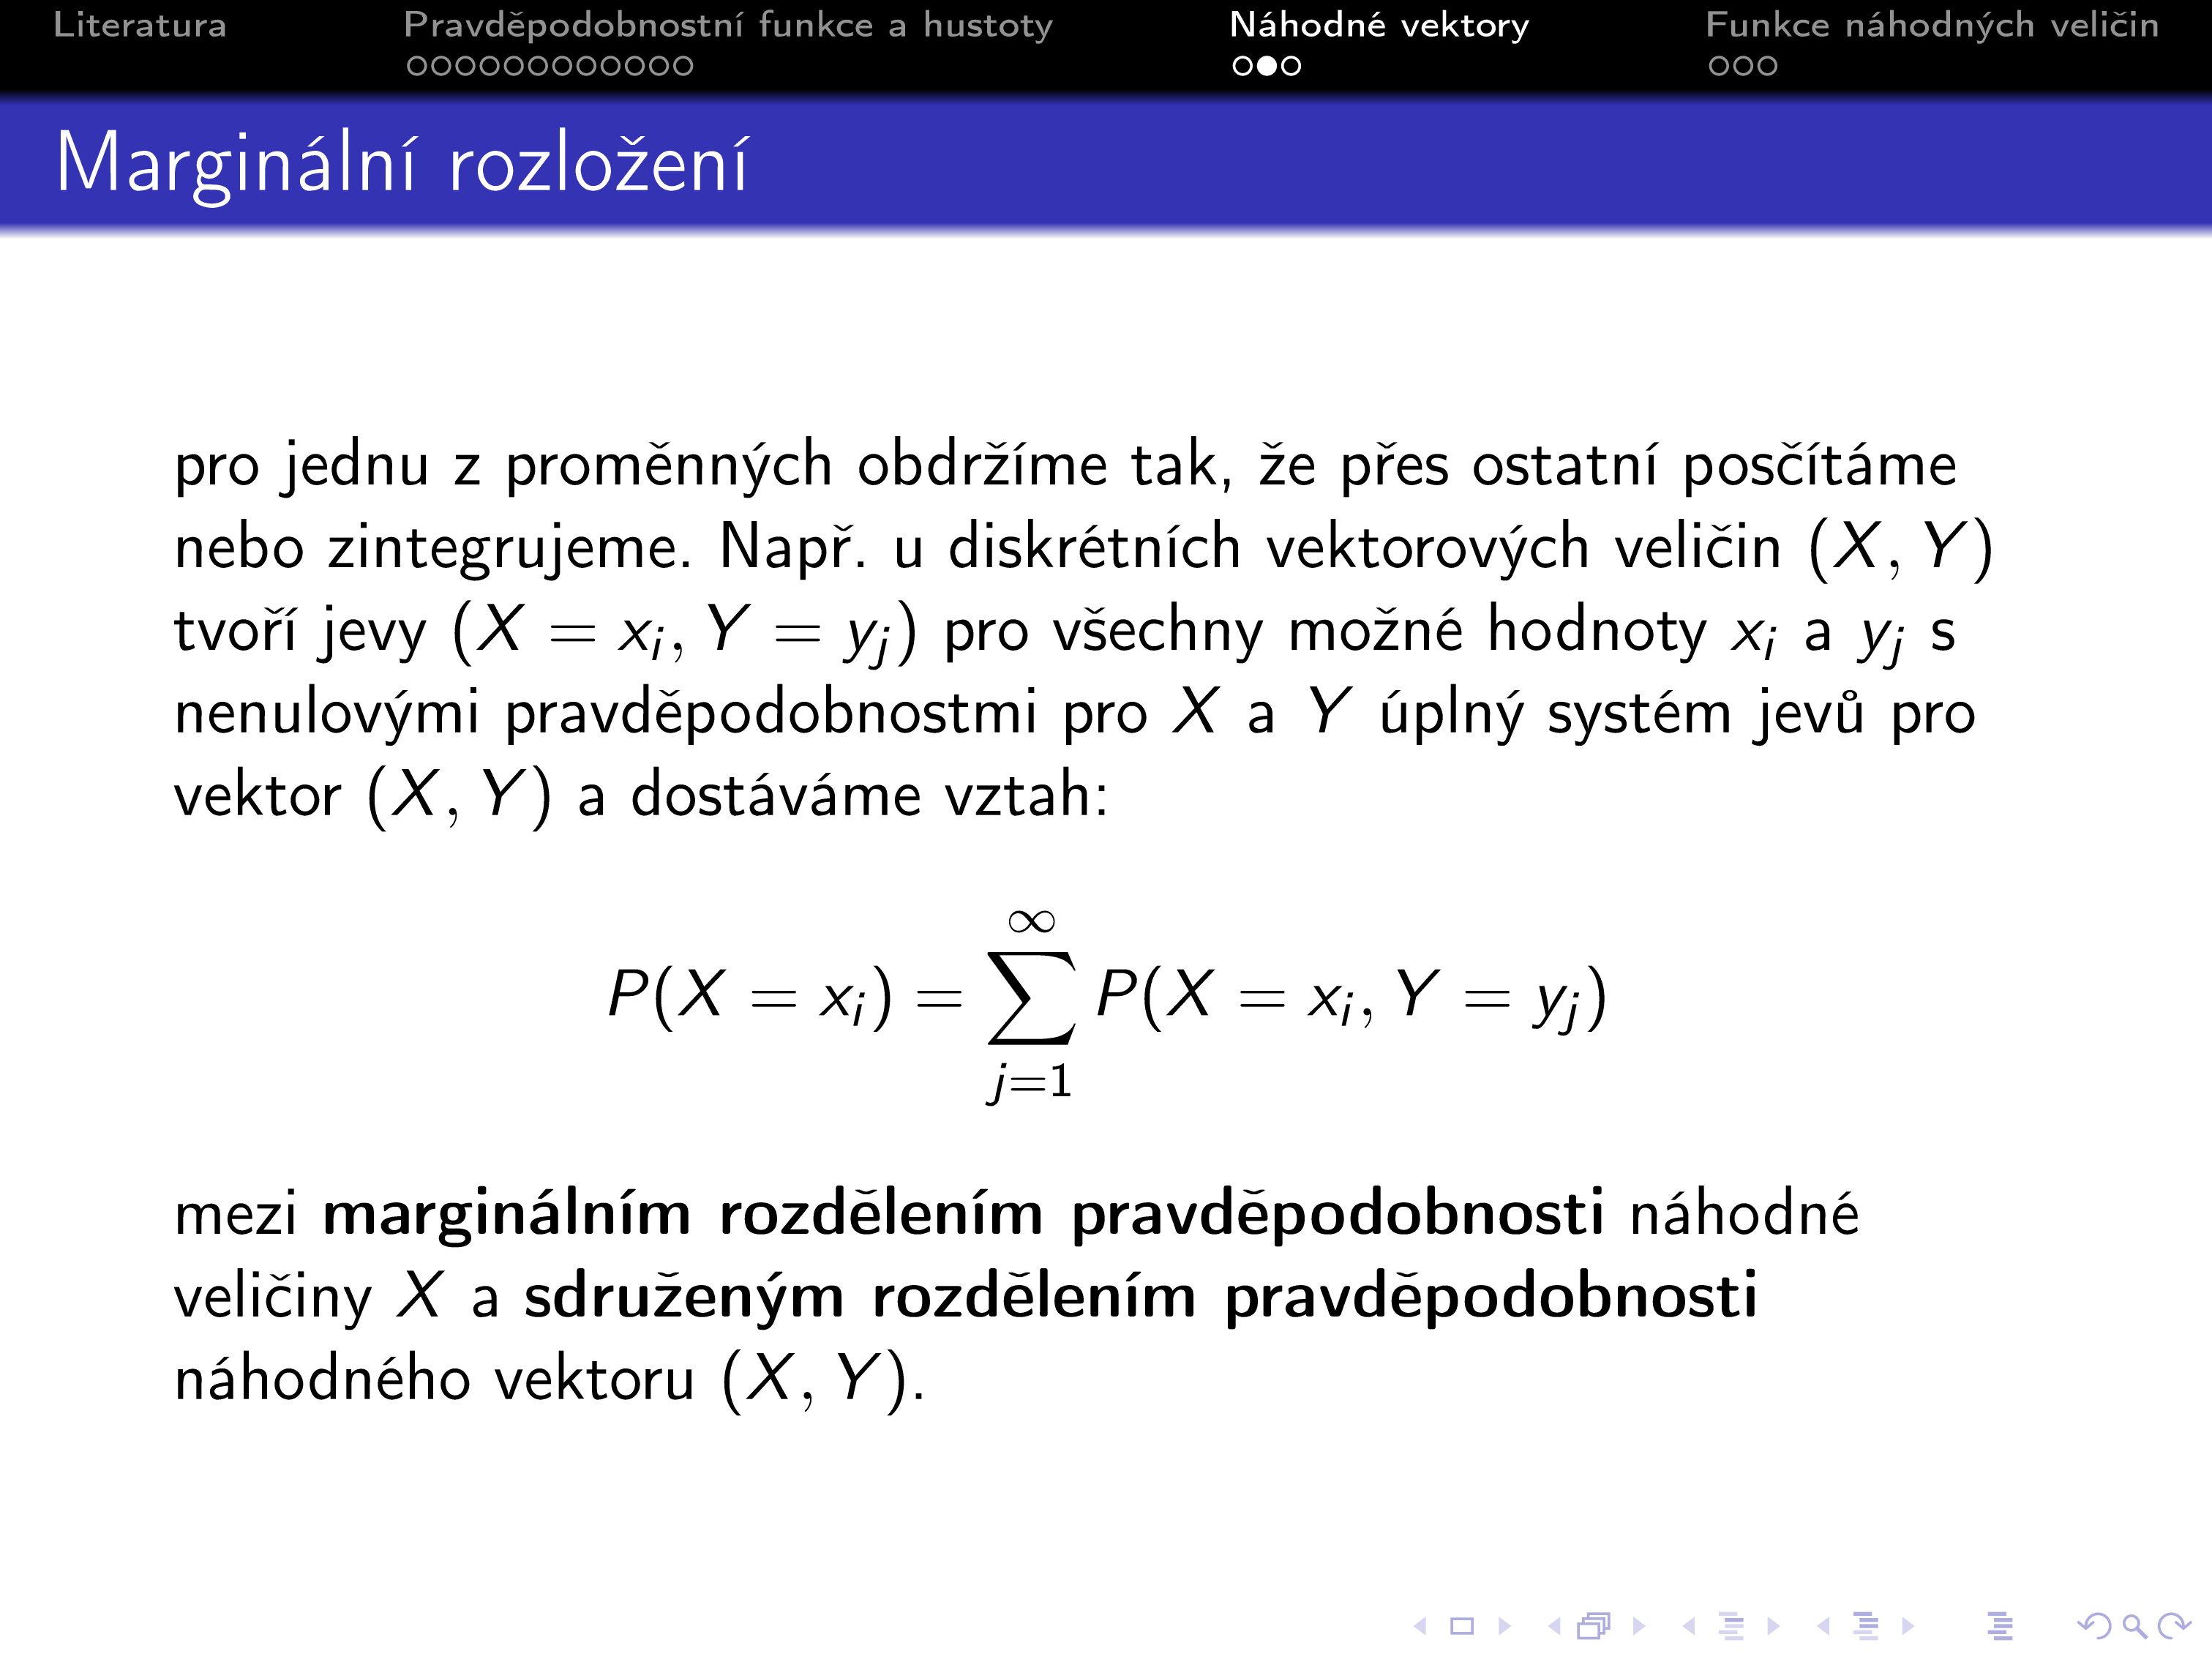 Literatura Pravděpodobnostní funkce a hustoty Náhodné vektory Funkce náhodných veličin
Marginální rozložení
pro jednu z proměnných obdržíme tak, že přes ostatní posčítáme
nebo zintegrujeme. Např. u diskrétních vektorových veličin (X, Y)
tvoří jevy (X = x_i, Y = y_j) pro všechny možné hodnoty x_i a y_j s
nenulovými pravděpodobnostmi pro X a Y úplný systém jevů pro
vektor (X, Y) a dostáváme vztah:
P(X = x_i) = ∑_{j=1}^{∞} P(X = x_i, Y = y_j)
mezi marginálním rozdělením pravděpodobnosti náhodné
veličiny X a sdruženým rozdělením pravděpodobnosti
náhodného vektoru (X, Y).